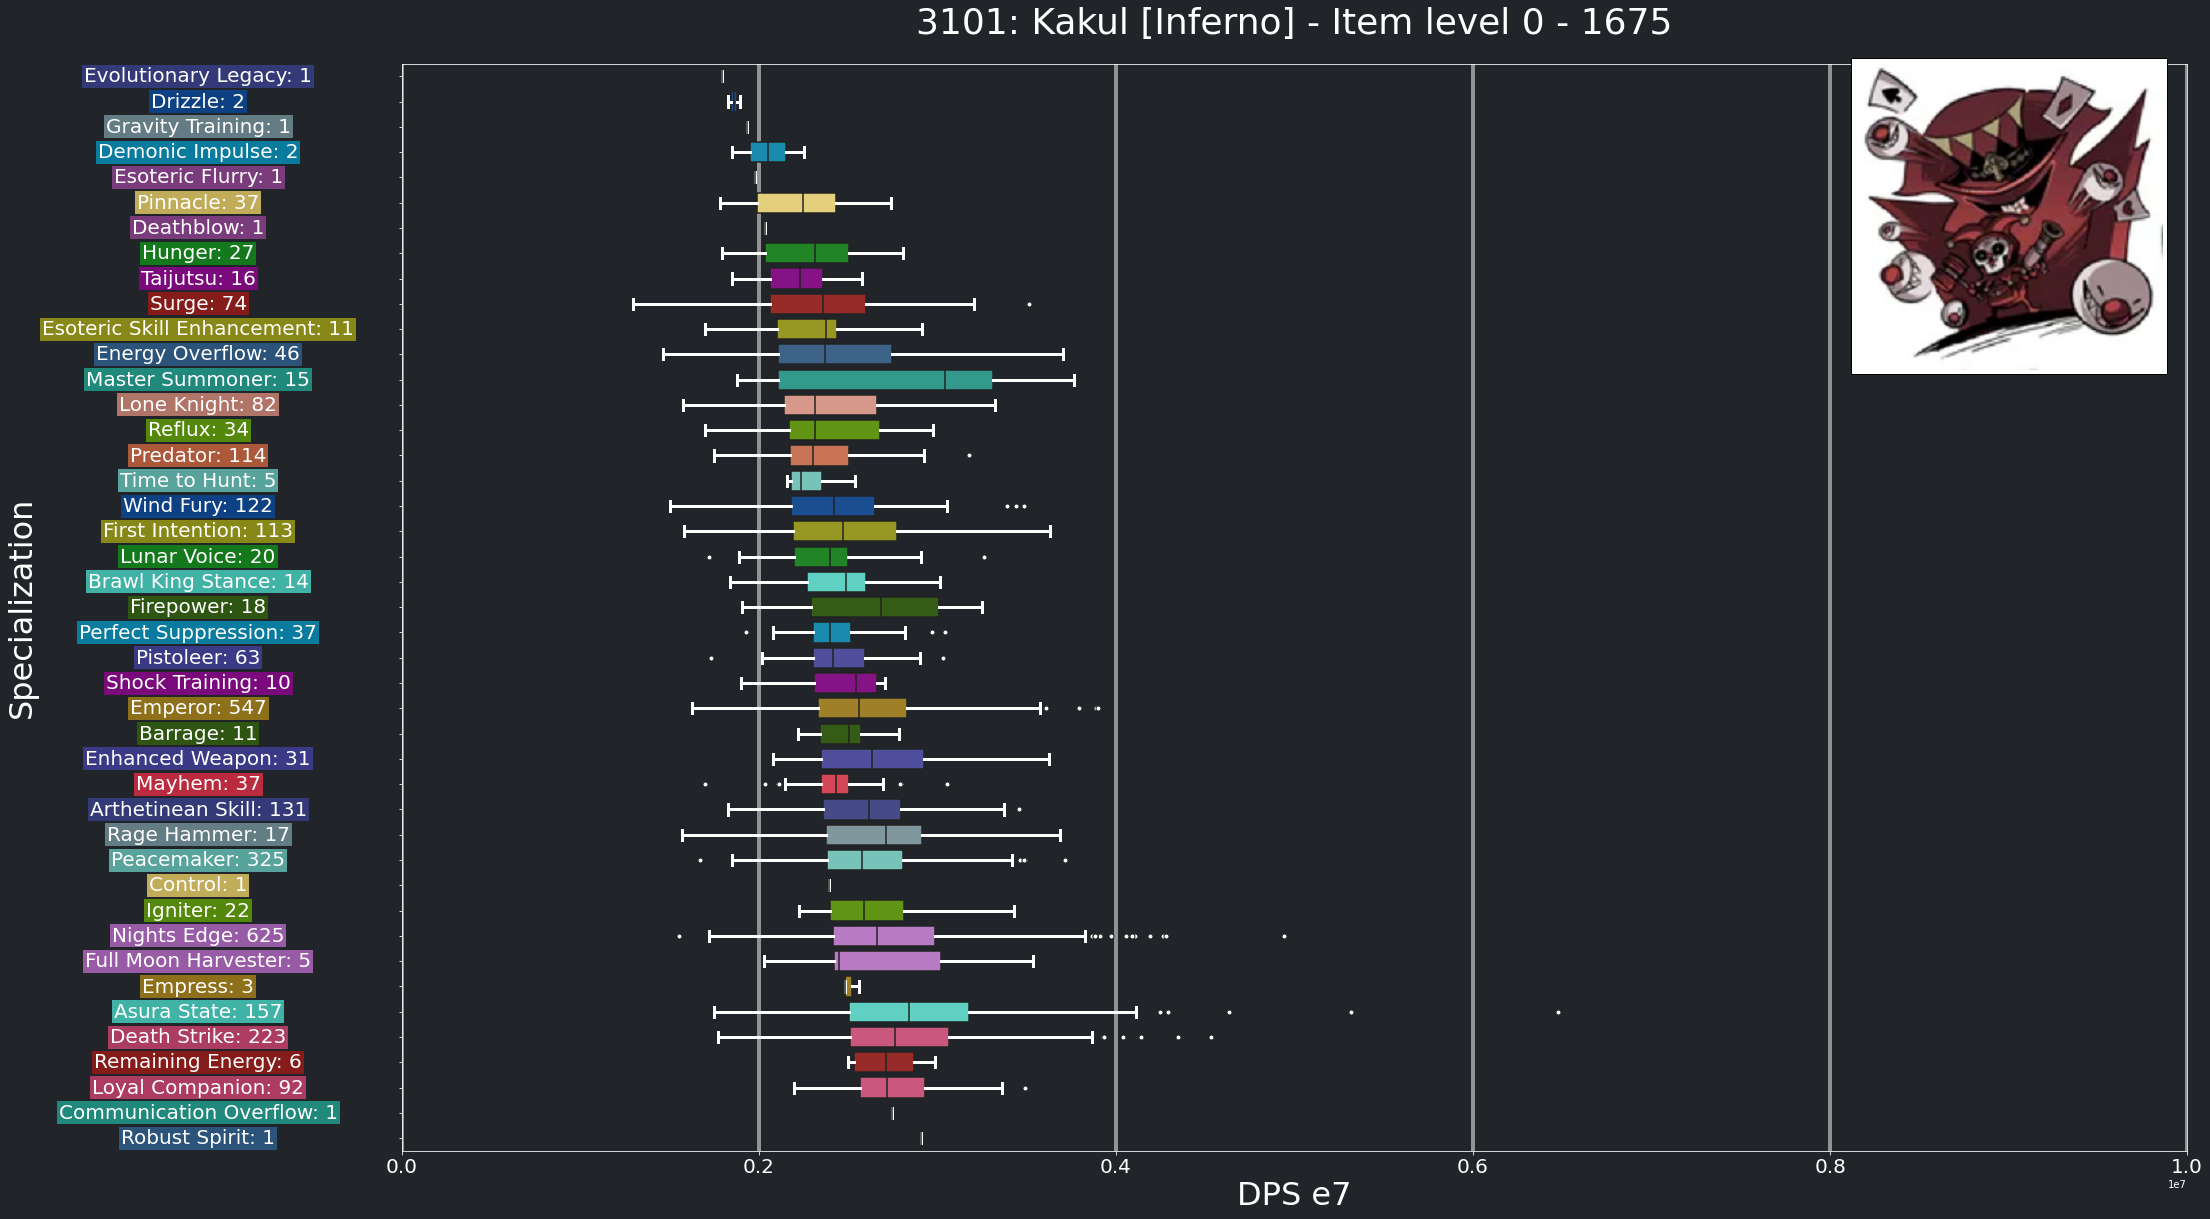 3101: Kakul [Inferno] - Item level 0 - 1675
Evolutionary Legacy: 1
Drizzle: 2
Gravity Training: 1
Demonic Impulse: 2
Esoteric Flurry: 1
Pinnacle: 37
Deathblow: 1
Hunger: 27
Taijutsu: 16
Surge: 74
Esoteric Skill Enhancement: 11
Energy Overflow: 46
Master Summoner: 15
Lone Knight: 82
Reflux: 34
Predator: 114
Time to Hunt: 5
Wind Fury: 122
First Intention: 113
Lunar Voice: 20
Brawl King Stance: 14
Firepower: 18
Perfect Suppression: 37
Pistoleer: 63
Shock Training: 10
Emperor: 547
Barrage: 11
Enhanced Weapon: 31
Mayhem: 37
Arthetinean Skill: 131
Rage Hammer: 17
Peacemaker: 325
Control: 1
Igniter: 22
Nights Edge: 625
Full Moon Harvester: 5
Empress: 3
Asura State: 157
Death Strike: 223
Remaining Energy: 6
Loyal Companion: 92
Communication Overflow: 1
Robust Spirit: 1
Specialization
0.0 0.2 0.4 0.6 0.8 1.0
1e7
DPS e7